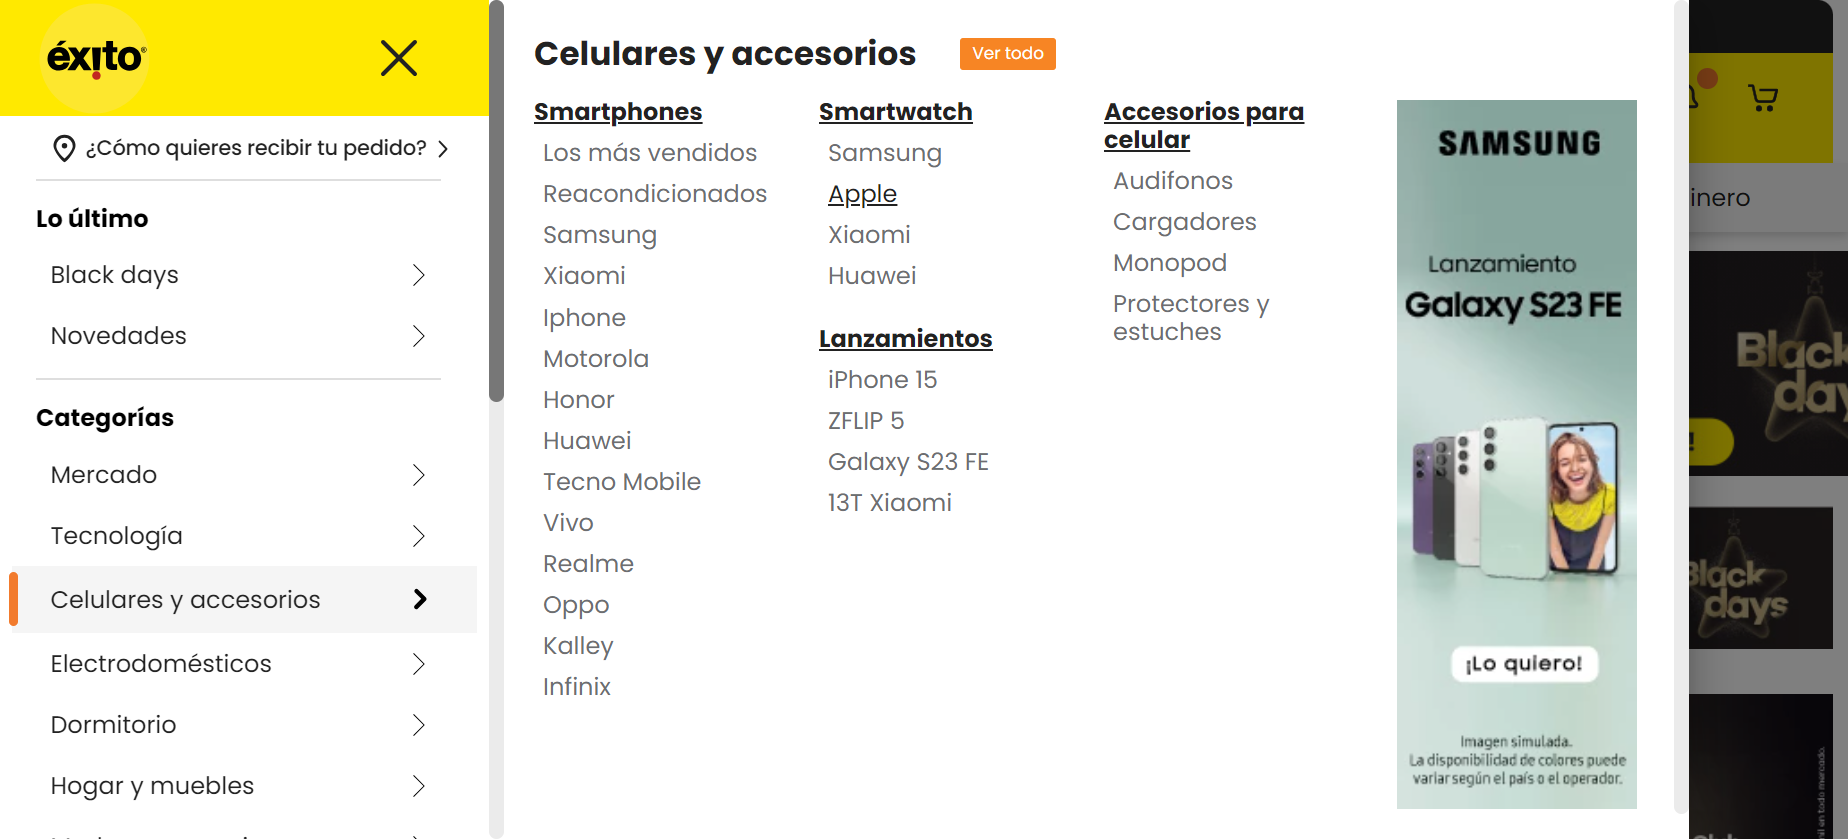 éxito
¿Cómo quieres recibir tu pedido?
Lo último
Black days
Novedades
Categorías
Mercado
Tecnología
Celulares y accesorios
Electrodomésticos
Dormitorio
Hogar y muebles
Celulares y accesorios
Ver todo
Smartphones
Los más vendidos
Reacondicionados
Samsung
Xiaomi
Iphone
Motorola
Honor
Huawei
Tecno Mobile
Vivo
Realme
Oppo
Kalley
Infinix
Smartwatch
Samsung
Apple
Xiaomi
Huawei
Lanzamientos
iPhone 15
ZFLIP 5
Galaxy S23 FE
13T Xiaomi
Accesorios para
celular
Audifonos
Cargadores
Monopod
Protectores y
estuches
SAMSUNG
Lanzamiento
Galaxy S23 FE
¡Lo quiero!
Imagen simulada.
La disponibilidad de colores puede
variar según el país o el operador.
inero
Black
day
Black
days